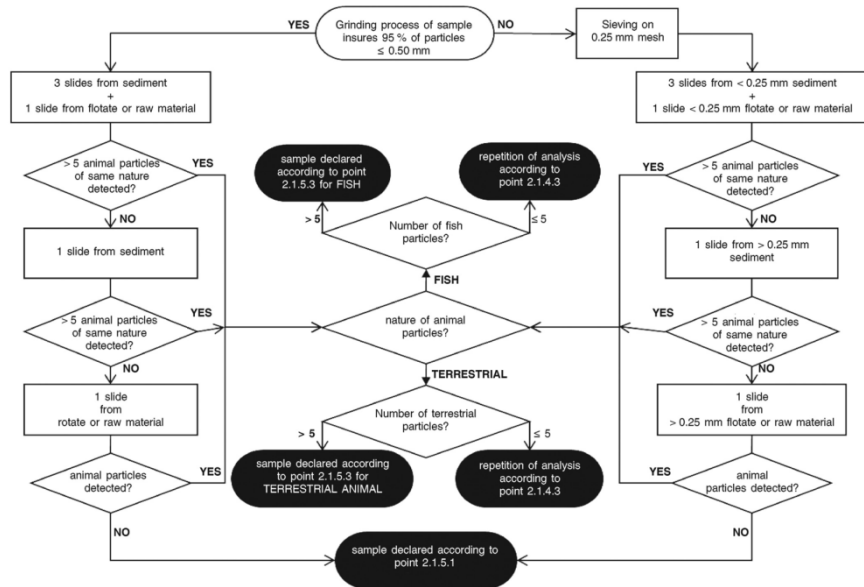 Grinding process of sample
insures 95 % of particles
≤ 0.50 mm
YES
NO
Sieving on
0.25 mm mesh
3 slides from sediment
+
1 slide from flotate or raw material
3 slides from < 0.25 mm sediment
+
1 slide < 0.25 mm flotate or raw material
> 5 animal particles
of same nature
detected?
YES
NO
sample declared
according to point
2.1.5.3 for FISH
repetition of analysis
according to
point 2.1.4.3
> 5 animal particles
of same nature
detected?
YES
NO
> 5
Number of fish
particles?
≤ 5
1 slide from sediment
1 slide from > 0.25 mm
sediment
FISH
> 5 animal particles
of same nature
detected?
YES
NO
nature of animal
particles?
YES
> 5 animal particles
of same nature
detected?
NO
TERRESTRIAL
1 slide
from
rotate or raw material
> 5
Number of terrestrial
particles?
≤ 5
1 slide
from
> 0.25 mm flotate or raw material
animal particles
detected?
YES
NO
sample declared according
to point 2.1.5.3 for
TERRESTRIAL ANIMAL
repetition of analysis
according to
point 2.1.4.3
YES
animal
particles detected?
NO
sample declared according to
point 2.1.5.1